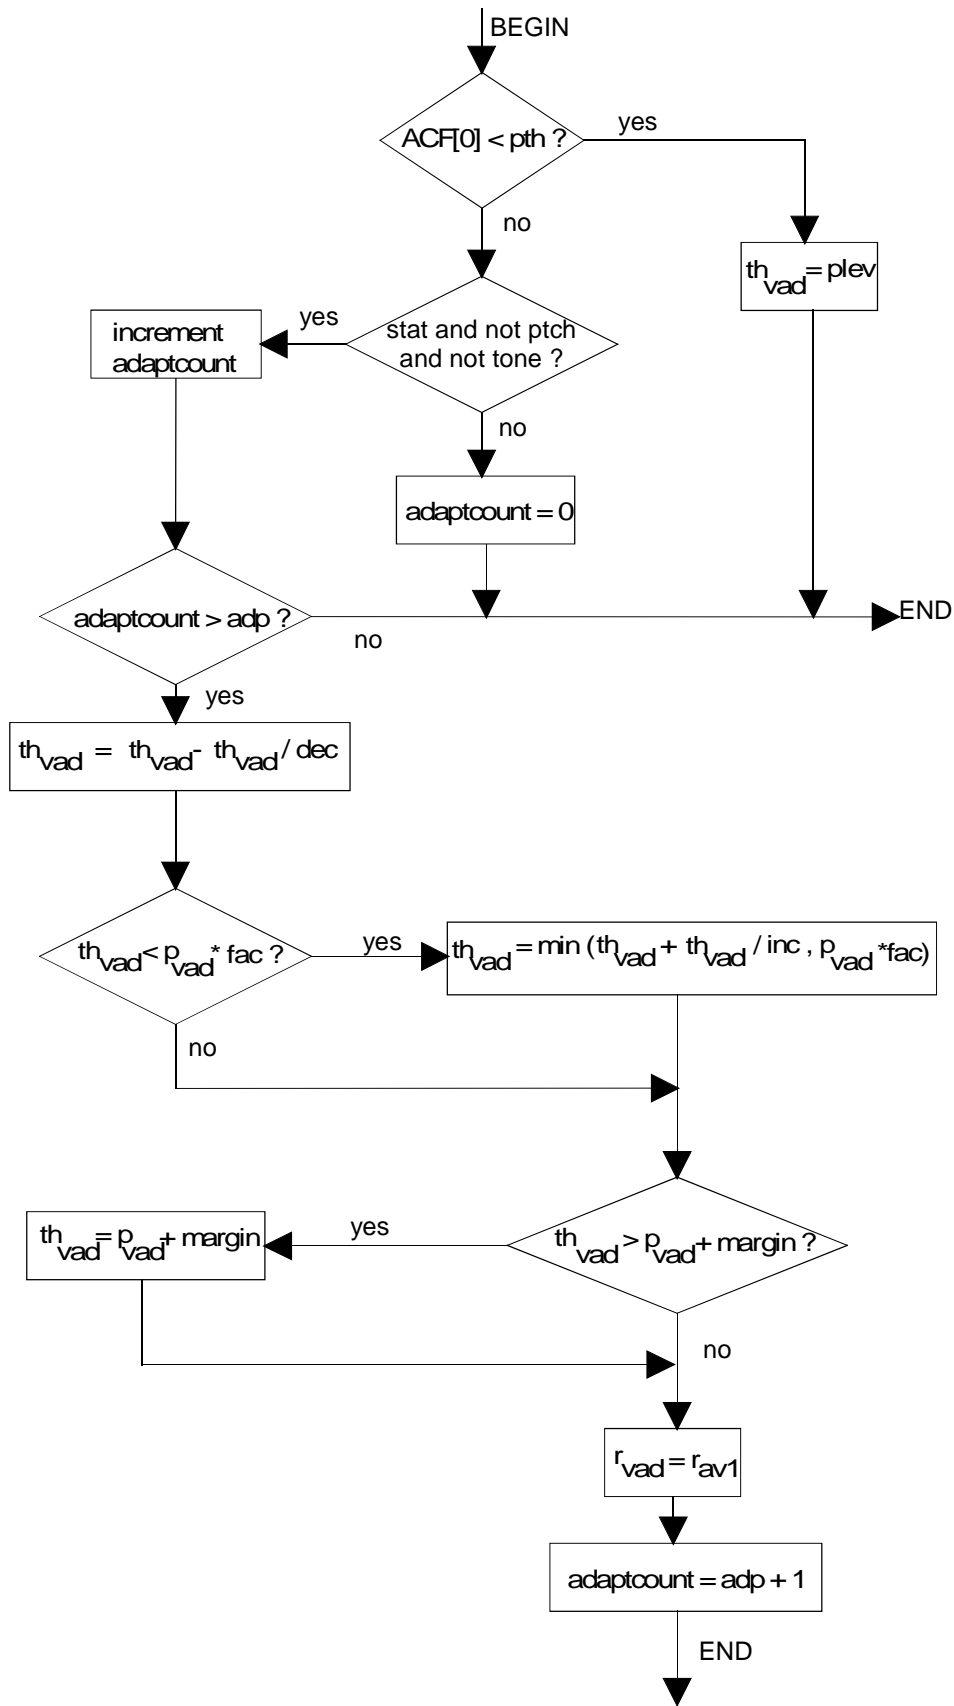 BEGIN
ACF[0] < pth ?
yes
no
th_vad = plev
increment
adaptcount
yes
stat and not ptch
and not tone ?
no
adaptcount = 0
adaptcount > adp ?
no
END
yes
th_vad = th_vad - th_vad / dec
th_vad < p_vad * fac ?
yes
th_vad = min (th_vad + th_vad / inc , p_vad *fac)
no
th_vad = p_vad + margin
yes
th_vad > p_vad + margin ?
no
r_vad = r_av1
adaptcount = adp + 1
END